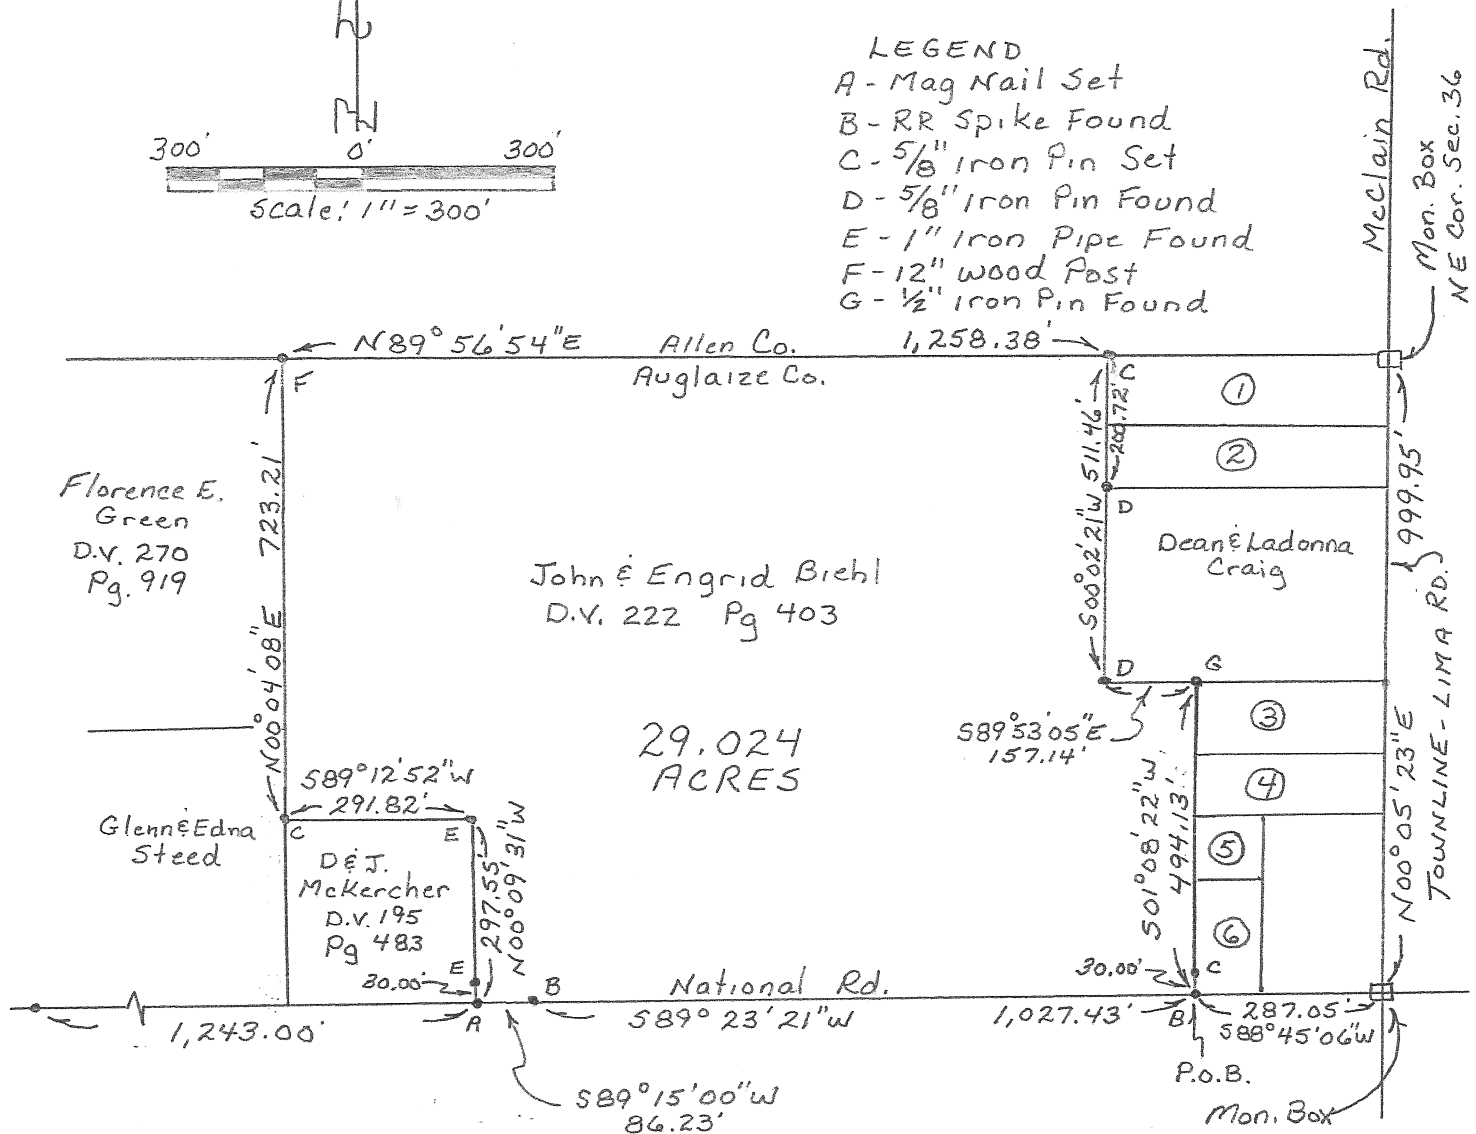 N
300' 0' 300'
Scale: 1" = 300'
LEGEND
A - Mag Nail Set
B - RR Spike Found
C - 5/8" Iron Pin Set
D - 5/8" Iron Pin Found
E - 1" Iron Pipe Found
F - 12" Wood Post
G - 1/2" Iron Pin Found
McClain Rd.
Mon. Box
NE Cor. Sec. 36
N89°56'54"E Allen Co. 1,258.38'
Auglaize Co.
F
C
1
2
D
200.72'
S00°02'21"W 511.46'
723.21'
N00°04'08"E
Florence E.
Green
D.V. 270
Pg. 919
John & Engrid Biehl
D.V. 222 Pg 403
Dean & Ladonna
Craig
999.95'
N00°05'23"E
TOWNLINE - LIMA RD.
D
G
S89°53'05"E
157.14'
29.024
ACRES
3
4
5
6
S01°08'22"W
494.13'
S89°12'52"W
291.82'
C
E
Glenn & Edna
Steed
D & J.
McKercher
D.V. 195
Pg 483
297.55'
N00°09'31"W
E
30.00'
B
National Rd.
30.00'
C
1,243.00'
A
S89°23'21"W
1,027.43'
B
287.05'
S88°45'06"W
P.O.B.
Mon. Box
S89°15'00"W
86.23'